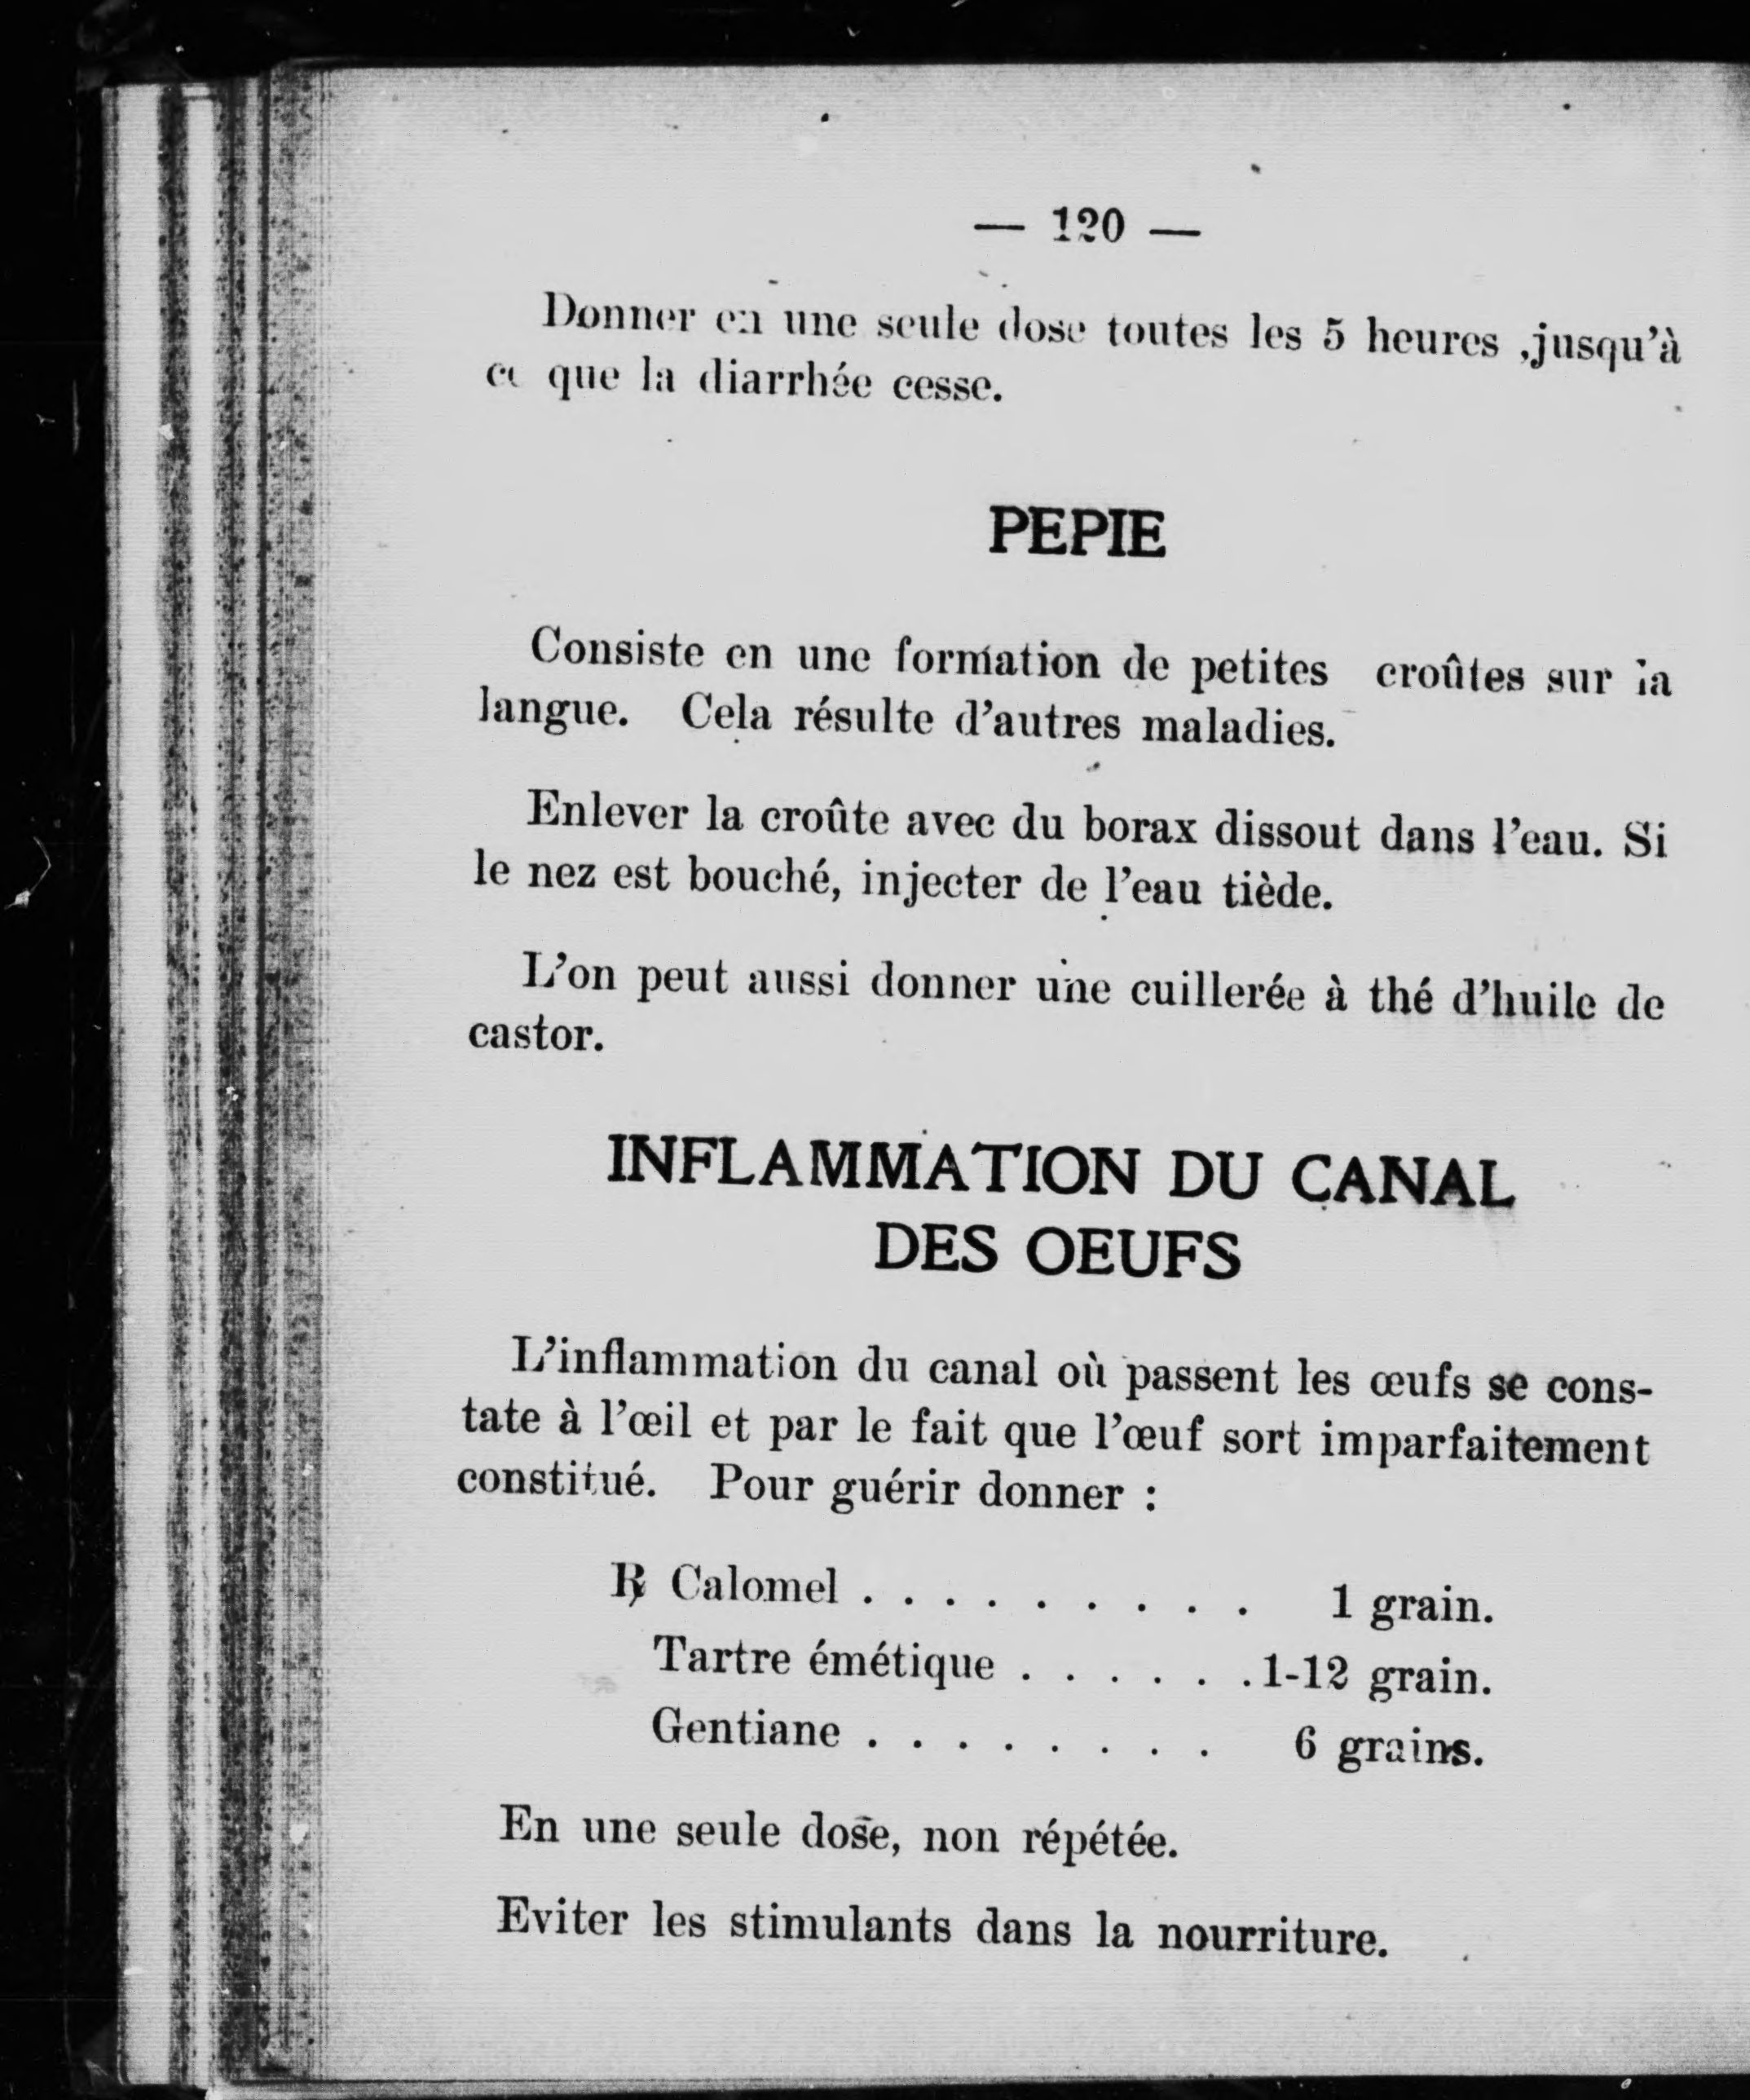 — 120 —
Donner en une seule dose toutes les 5 heures ,jusqu'à
ce que la diarrhée cesse.
PEPIE
Consiste en une formation de petites croûtes sur la
langue. Cela résulte d'autres maladies.
Enlever la croûte avec du borax dissout dans l'eau. Si
le nez est bouché, injecter de l'eau tiède.
L'on peut aussi donner une cuillerée à thé d'huile de
castor.
INFLAMMATION DU CANAL
DES OEUFS
L'inflammation du canal où passent les œufs se cons-
tate à l'œil et par le fait que l'œuf sort imparfaitement
constitué. Pour guérir donner :
℞ Calomel . . . . . . . . . 1 grain.
Tartre émétique . . . . . . 1-12 grain.
Gentiane . . . . . . . . 6 grains.
En une seule dose, non répétée.
Eviter les stimulants dans la nourriture.